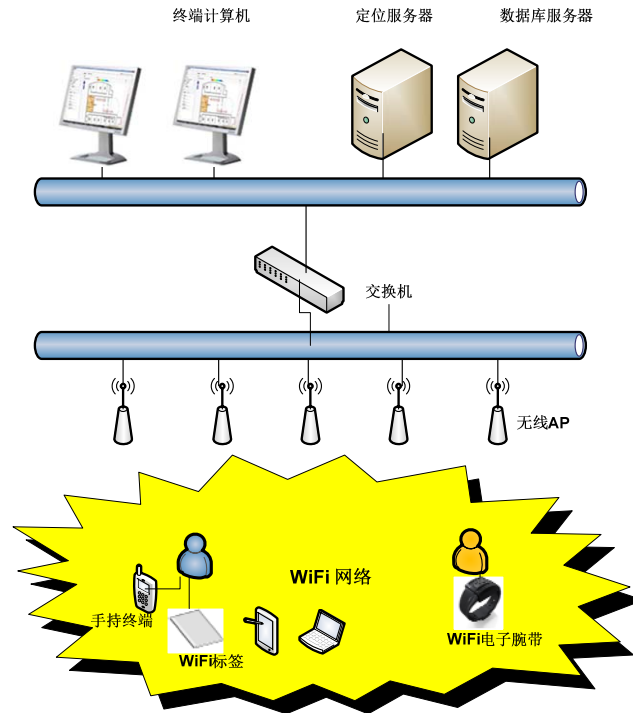 终端计算机
定位服务器
数据库服务器
交换机
无线AP
WiFi 网络
手持终端
WiFi标签
WiFi电子腕带